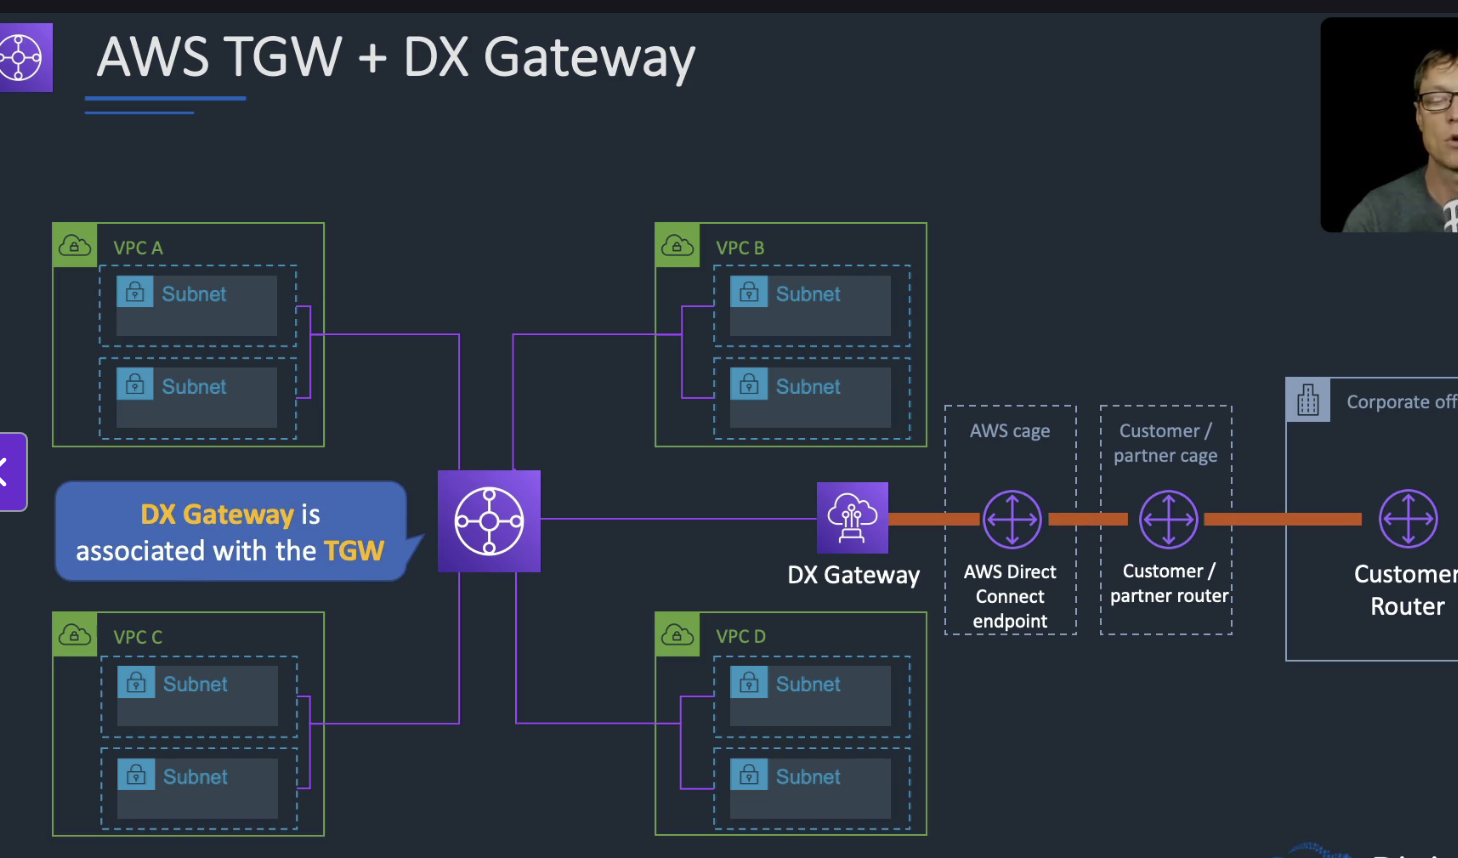 AWS TGW + DX Gateway
VPC A
Subnet
Subnet
VPC B
Subnet
Subnet
DX Gateway is
associated with the TGW
DX Gateway
AWS cage
AWS Direct
Connect
endpoint
Customer /
partner cage
Customer /
partner router
Corporate off
Customer
Router
VPC C
Subnet
Subnet
VPC D
Subnet
Subnet